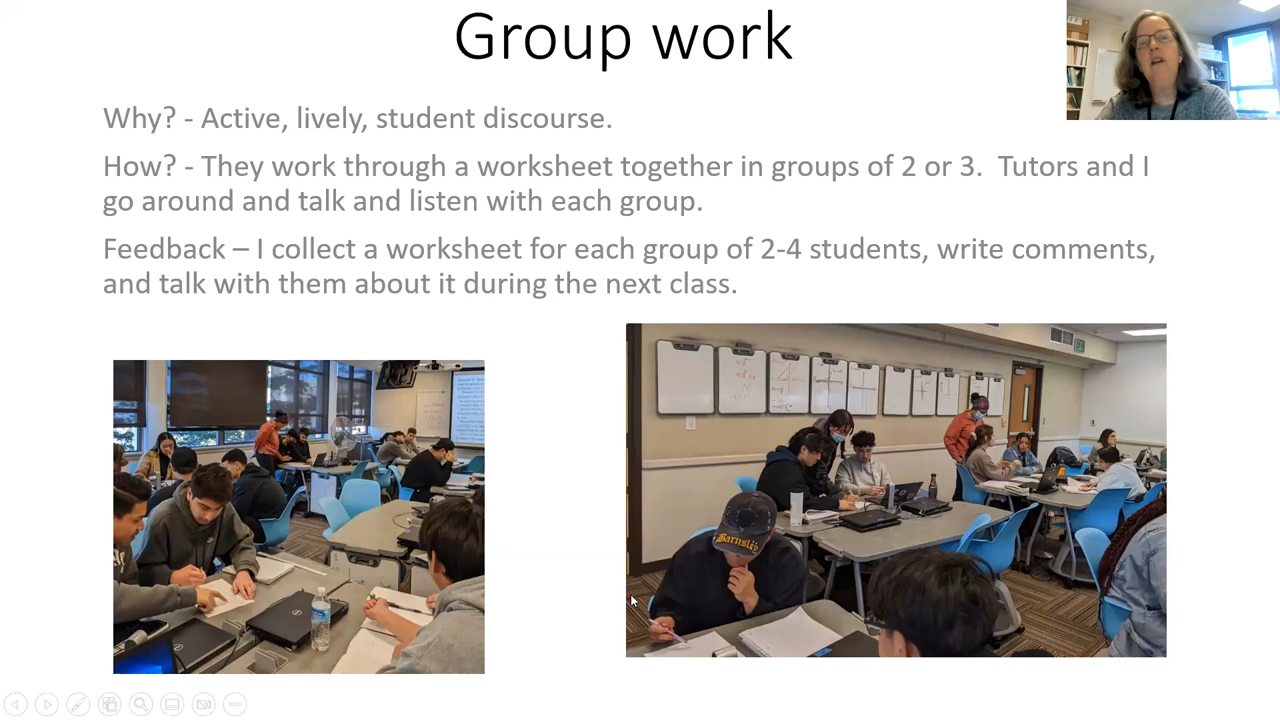 Group work
Why? - Active, lively, student discourse.
How? - They work through a worksheet together in groups of 2 or 3.  Tutors and I
go around and talk and listen with each group.
Feedback – I collect a worksheet for each group of 2-4 students, write comments,
and talk with them about it during the next class.
Barnsley